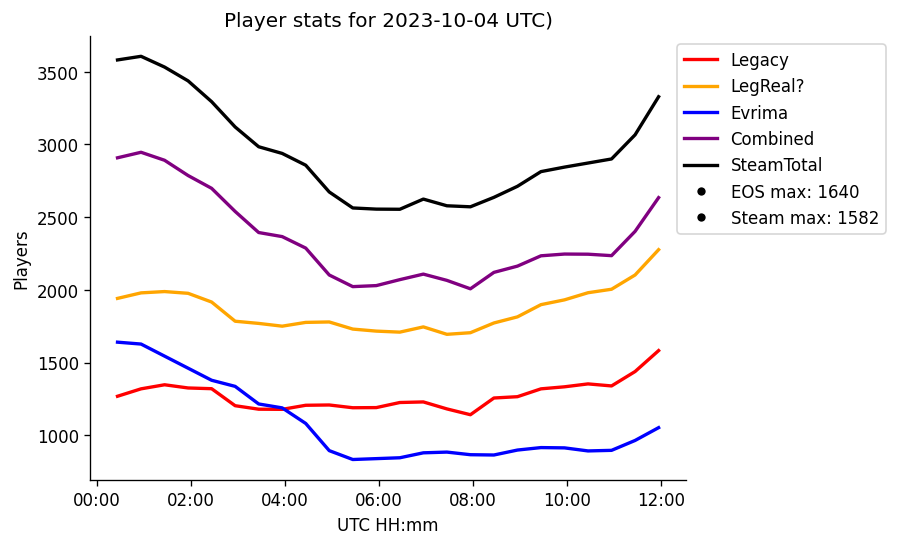 Player stats for 2023-10-04 UTC)
Players
3500
3000
2500
2000
1500
1000
00:00 02:00 04:00 06:00 08:00 10:00 12:00
UTC HH:mm
Legacy
LegReal?
Evrima
Combined
SteamTotal
EOS max: 1640
Steam max: 1582